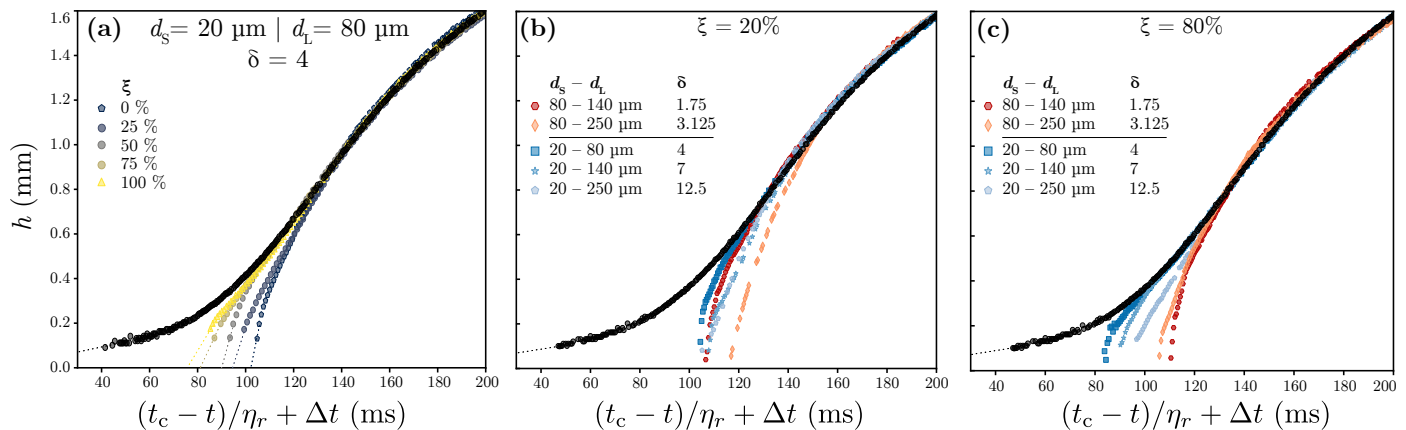 (a) d_S= 20 µm | d_L= 80 µm
δ = 4
ξ
0 %
25 %
50 %
75 %
100 %
h (mm)
1.6
1.4
1.2
1.0
0.8
0.6
0.4
0.2
0.0
40 60 80 100 120 140 160 180 200
(t_c − t)/η_r + Δt (ms)
(b) ξ = 20%
d_S − d_L δ
80 – 140 µm 1.75
80 – 250 µm 3.125
20 – 80 µm 4
20 – 140 µm 7
20 – 250 µm 12.5
40 60 80 100 120 140 160 180 200
(t_c − t)/η_r + Δt (ms)
(c) ξ = 80%
d_S − d_L δ
80 – 140 µm 1.75
80 – 250 µm 3.125
20 – 80 µm 4
20 – 140 µm 7
20 – 250 µm 12.5
40 60 80 100 120 140 160 180 200
(t_c − t)/η_r + Δt (ms)